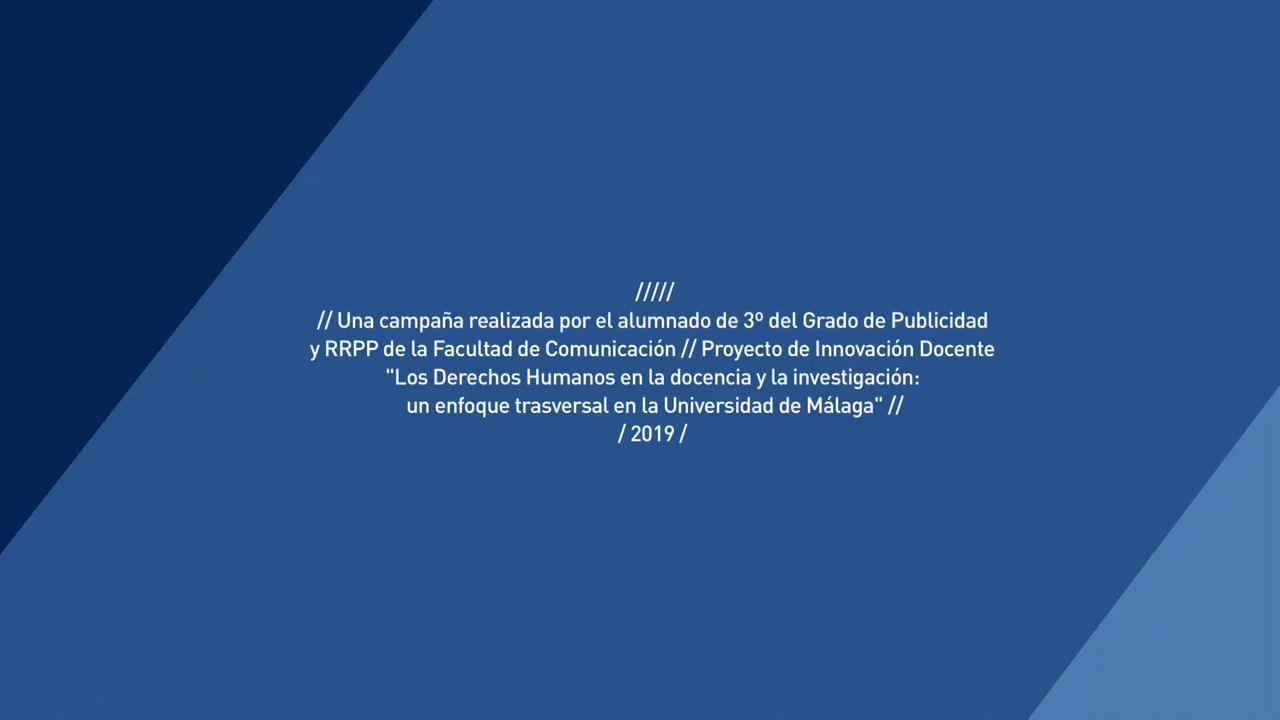 /////
// Una campaña realizada por el alumnado de 3º del Grado de Publicidad
y RRPP de la Facultad de Comunicación // Proyecto de Innovación Docente
"Los Derechos Humanos en la docencia y la investigación:
un enfoque trasversal en la Universidad de Málaga" //
/ 2019 /